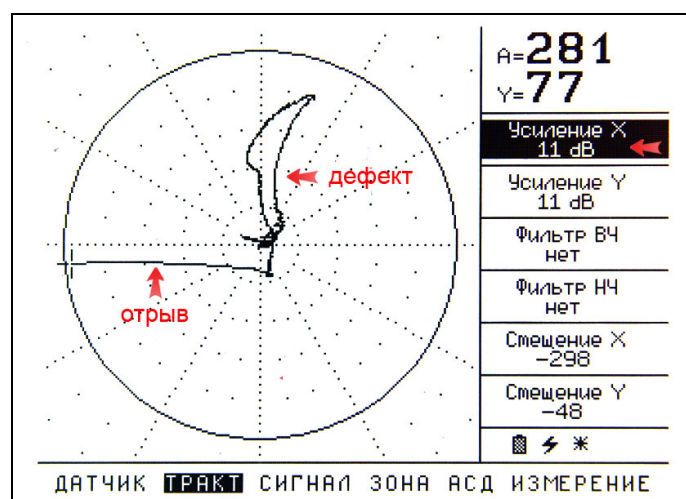 A=281
Y=77
Усиление X
11 dB
Усиление Y
11 dB
Фильтр ВЧ
нет
Фильтр НЧ
нет
Смещение X
-298
Смещение Y
-48
дефект
отрыв
ДАТЧИК ТРАКТ СИГНАЛ ЗОНА АСД ИЗМЕРЕНИЕ